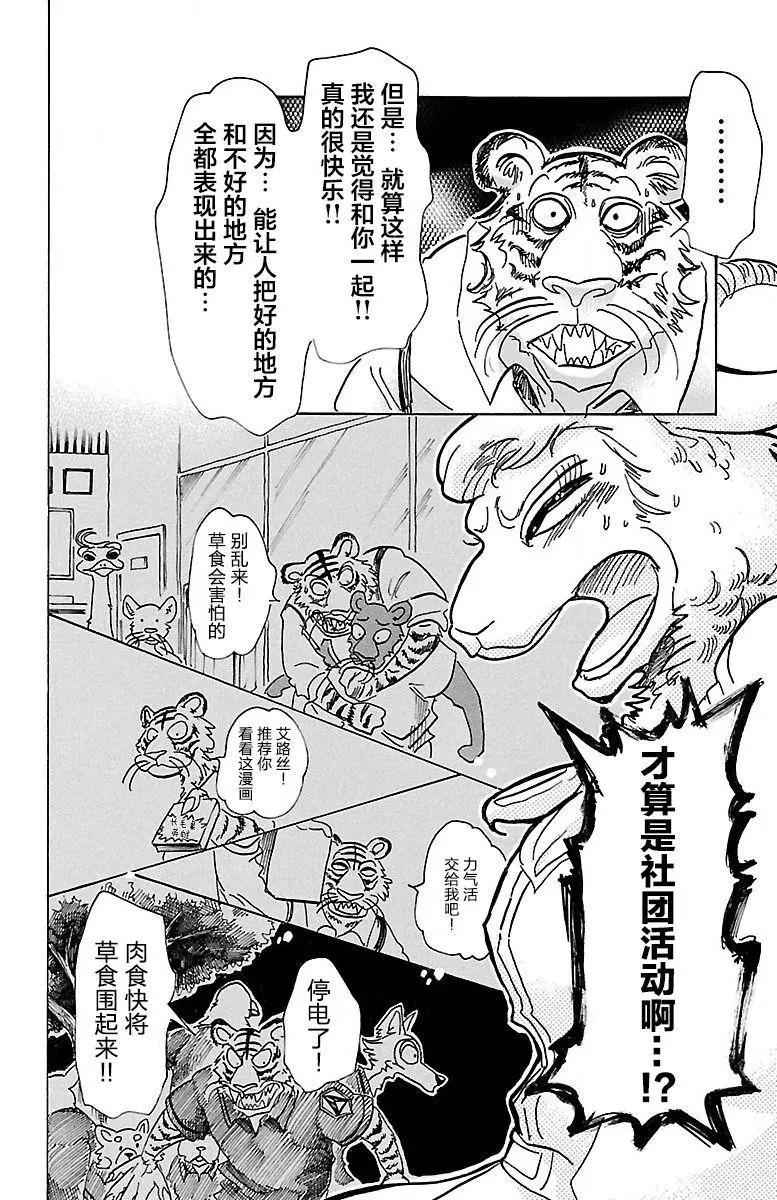 ………
但是… 就算这样
我还是觉得和你一起
真的很快乐!!
因为… 能让人把好的地方
和不好的地方
全都表现出来的…
才算是社团活动啊…!?
别乱来!
草食会害怕的
艾路丝!
推荐你
看看这漫画
力气活
交给我吧!
停电了!
肉食快将
草食围起来!!